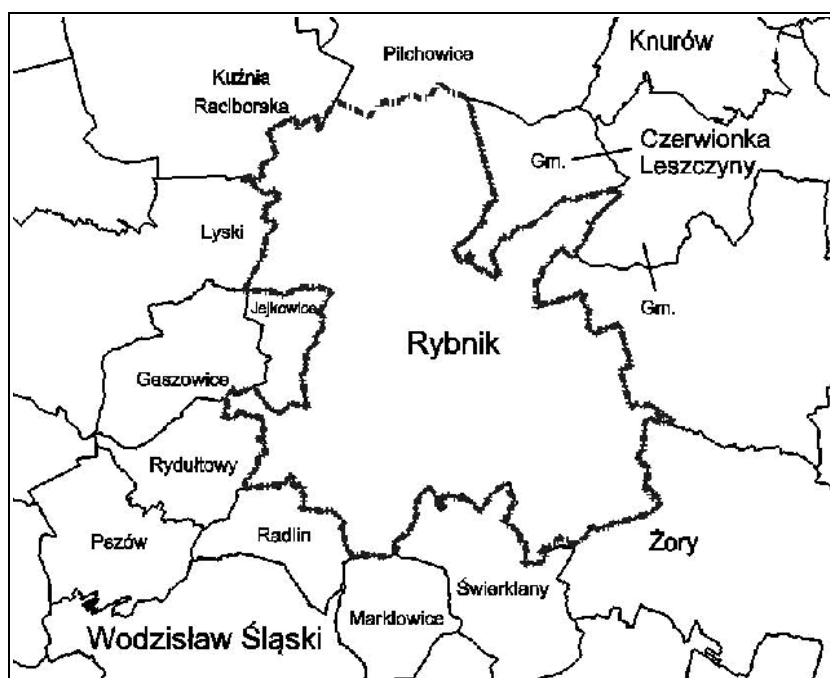 Knurów
Pilchowice
Kuźnia
Raciborska
Czerwionka
Leszczyny
Gm.
Lyski
Jejkowice
Gm.
Rybnik
Gaszowice
Rydułtowy
Radlin
Pszów
Żory
Świerklany
Marklowice
Wodzisław Śląski